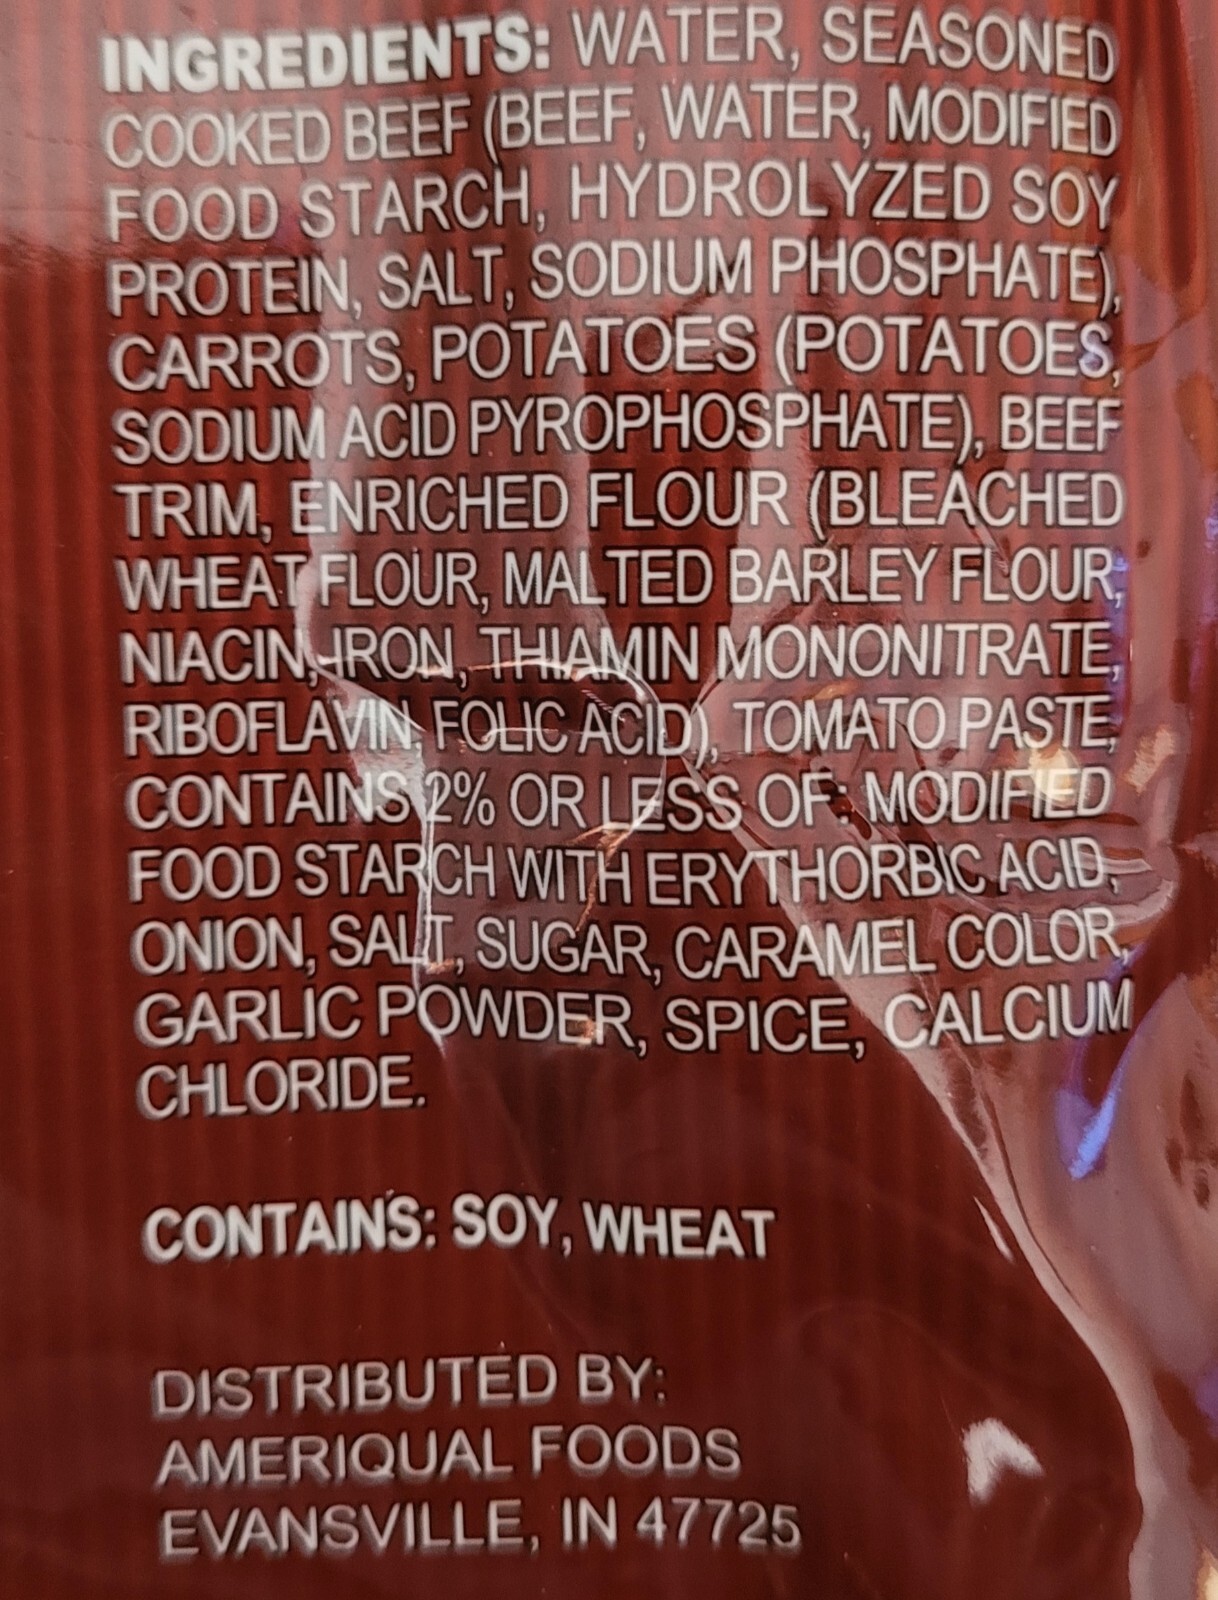 INGREDIENTS: WATER, SEASONED
COOKED BEEF (BEEF, WATER, MODIFIED
FOOD STARCH, HYDROLYZED SOY
PROTEIN, SALT, SODIUM PHOSPHATE),
CARROTS, POTATOES (POTATOES,
SODIUM ACID PYROPHOSPHATE), BEEF
TRIM, ENRICHED FLOUR (BLEACHED
WHEAT FLOUR, MALTED BARLEY FLOUR,
NIACIN, IRON, THIAMIN MONONITRATE,
RIBOFLAVIN, FOLIC ACID), TOMATO PASTE,
CONTAINS 2% OR LESS OF: MODIFIED
FOOD STARCH WITH ERYTHORBIC ACID,
ONION, SALT, SUGAR, CARAMEL COLOR,
GARLIC POWDER, SPICE, CALCIUM
CHLORIDE.
CONTAINS: SOY, WHEAT
DISTRIBUTED BY:
AMERIQUAL FOODS
EVANSVILLE, IN 47725